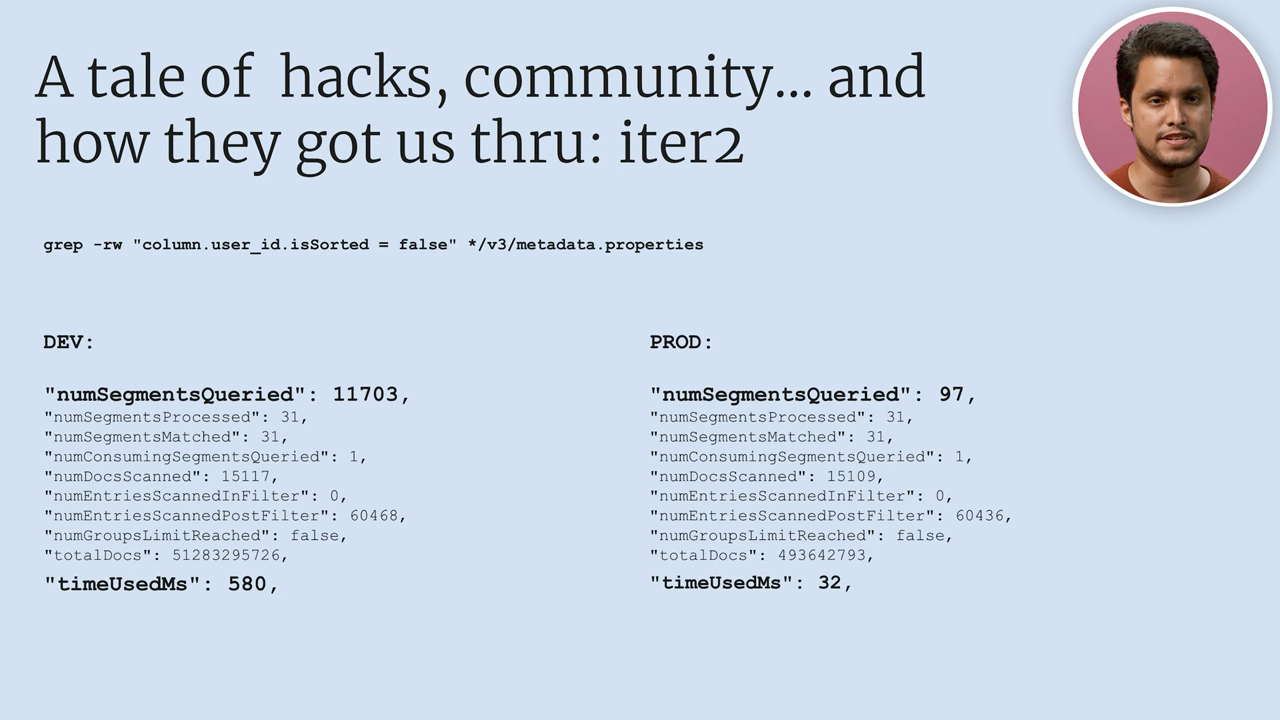 A tale of  hacks, community... and
how they got us thru: iter2
grep -rw "column.user_id.isSorted = false" */v3/metadata.properties
DEV:
"numSegmentsQueried": 11703,
"numSegmentsProcessed": 31,
"numSegmentsMatched": 31,
"numConsumingSegmentsQueried": 1,
"numDocsScanned": 15117,
"numEntriesScannedInFilter": 0,
"numEntriesScannedPostFilter": 60468,
"numGroupsLimitReached": false,
"totalDocs": 51283295726,
"timeUsedMs": 580,
PROD:
"numSegmentsQueried": 97,
"numSegmentsProcessed": 31,
"numSegmentsMatched": 31,
"numConsumingSegmentsQueried": 1,
"numDocsScanned": 15109,
"numEntriesScannedInFilter": 0,
"numEntriesScannedPostFilter": 60436,
"numGroupsLimitReached": false,
"totalDocs": 493642793,
"timeUsedMs": 32,